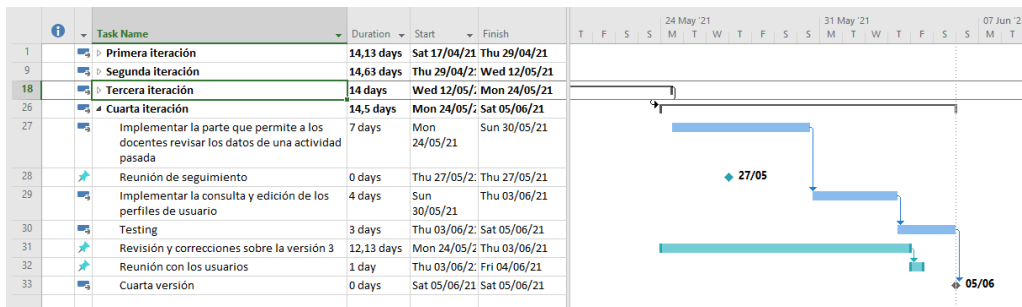 24 May '21 31 May '21 07 Jun '2
Task Name Duration Start Finish T F S S M T W T F S S M T W T F S S M T
1 Primera iteración 14,13 days Sat 17/04/21 Thu 29/04/21
9 Segunda iteración 14,63 days Thu 29/04/2: Wed 12/05/21
18 Tercera iteración 14 days Wed 12/05/2 Mon 24/05/21
26 Cuarta iteración 14,5 days Mon 24/05/2 Sat 05/06/21
27 Implementar la parte que permite a los 7 days Mon Sun 30/05/21
docentes revisar los datos de una actividad 24/05/21
pasada
28 Reunión de seguimiento 0 days Thu 27/05/2: Thu 27/05/21 27/05
29 Implementar la consulta y edición de los 4 days Sun Thu 03/06/21
perfiles de usuario 30/05/21
30 Testing 3 days Thu 03/06/2: Sat 05/06/21
31 Revisión y correcciones sobre la versión 3 12,13 days Mon 24/05/2 Thu 03/06/21
32 Reunión con los usuarios 1 day Thu 03/06/2: Fri 04/06/21
33 Cuarta versión 0 days Sat 05/06/21 Sat 05/06/21 05/06